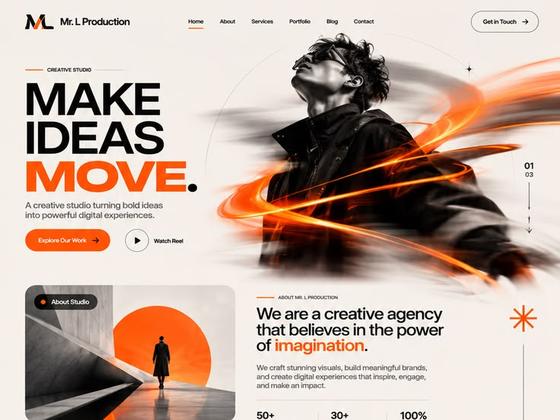 ML Mr. L Production
Home About Services Portfolio Blog Contact
Get in Touch
CREATIVE STUDIO
MAKE
IDEAS
MOVE.
A creative studio turning bold ideas
into powerful digital experiences.
Explore Our Work
Watch Reel
01
03
About Studio
ABOUT MR. L PRODUCTION
We are a creative agency
that believes in the power
of imagination.
We craft stunning visuals, build meaningful brands,
and create digital experiences that inspire, engage,
and make an impact.
50+ 30+ 100%